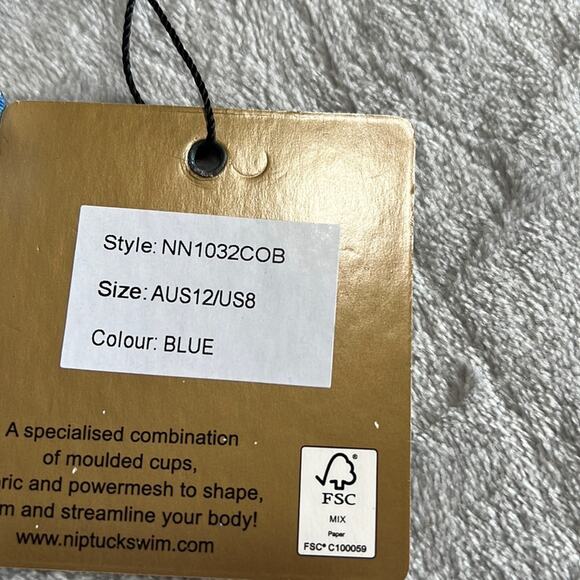 Style: NN1032COB
Size: AUS12/US8
Colour: BLUE
A specialised combination
of moulded cups,
and powermesh to shape,
and streamline your body!
www.niptuckswim.com
FSC
MIX
Paper
FSC® C100059